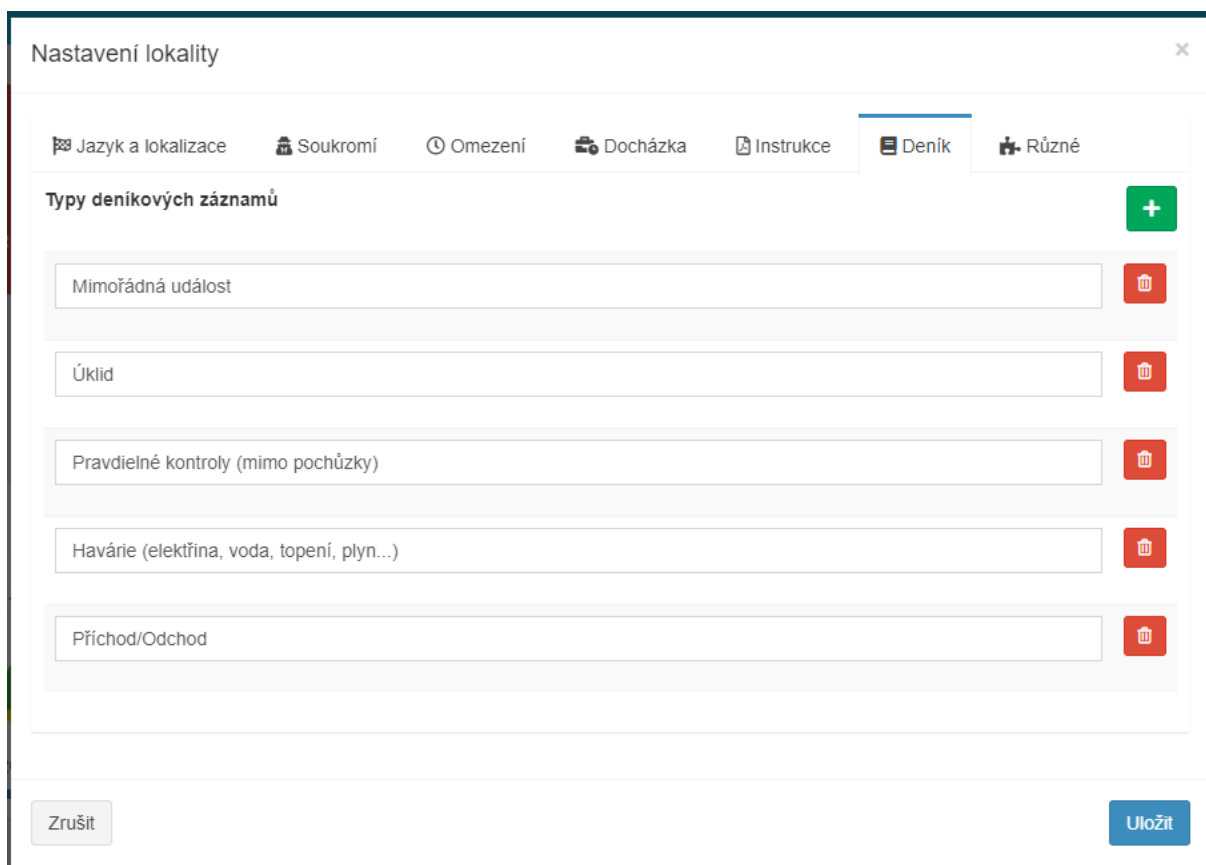 Nastavení lokality
×
Jazyk a lokalizace Soukromí Omezení Docházka Instrukce Deník Různé
Typy deníkových záznamů
+
Mimořádná událost
Úklid
Pravdielné kontroly (mimo pochůzky)
Havárie (elektřina, voda, topení, plyn...)
Příchod/Odchod
Zrušit Uložit